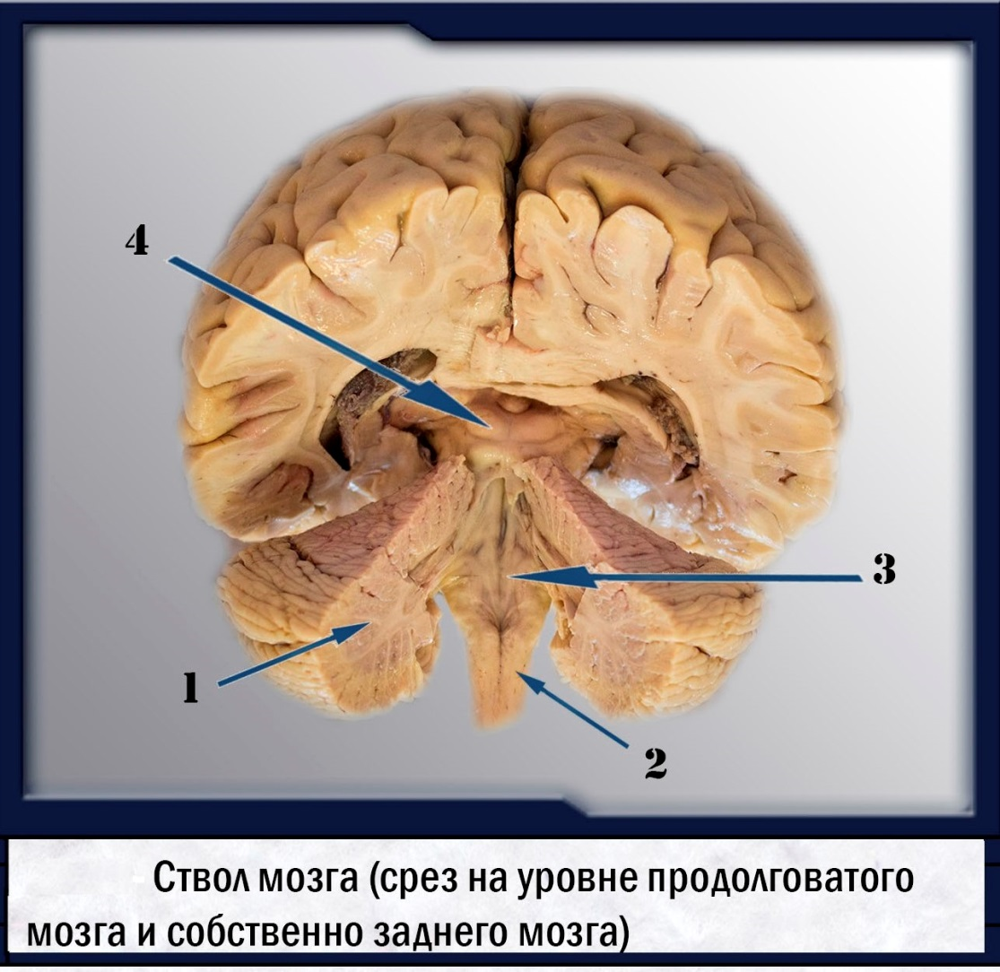 4
3
1
2
Ствол мозга (срез на уровне продолговатого
мозга и собственно заднего мозга)